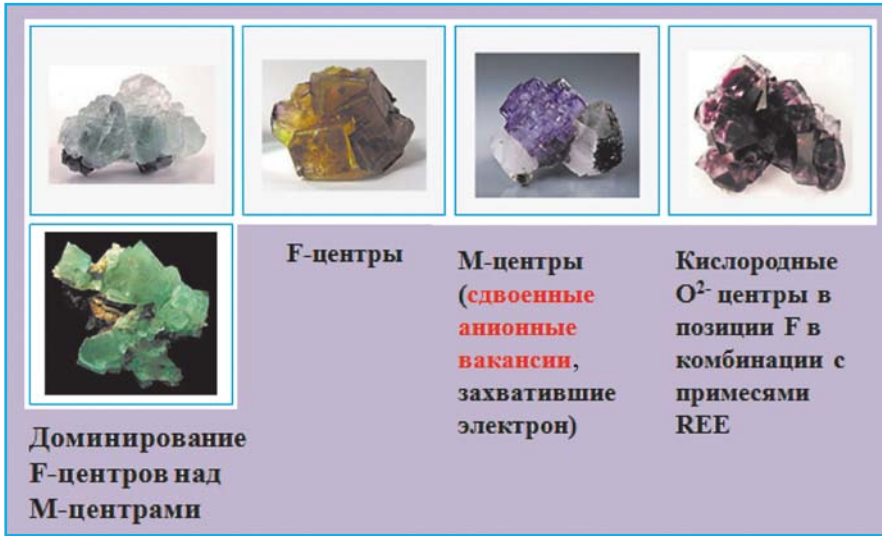 F-центры
М-центры
(сдвоенные
анионные
вакансии,
захватившие
электрон)
Кислородные
O²⁻ центры в
позиции F в
комбинации с
примесями
REE
Доминирование
F-центров над
М-центрами